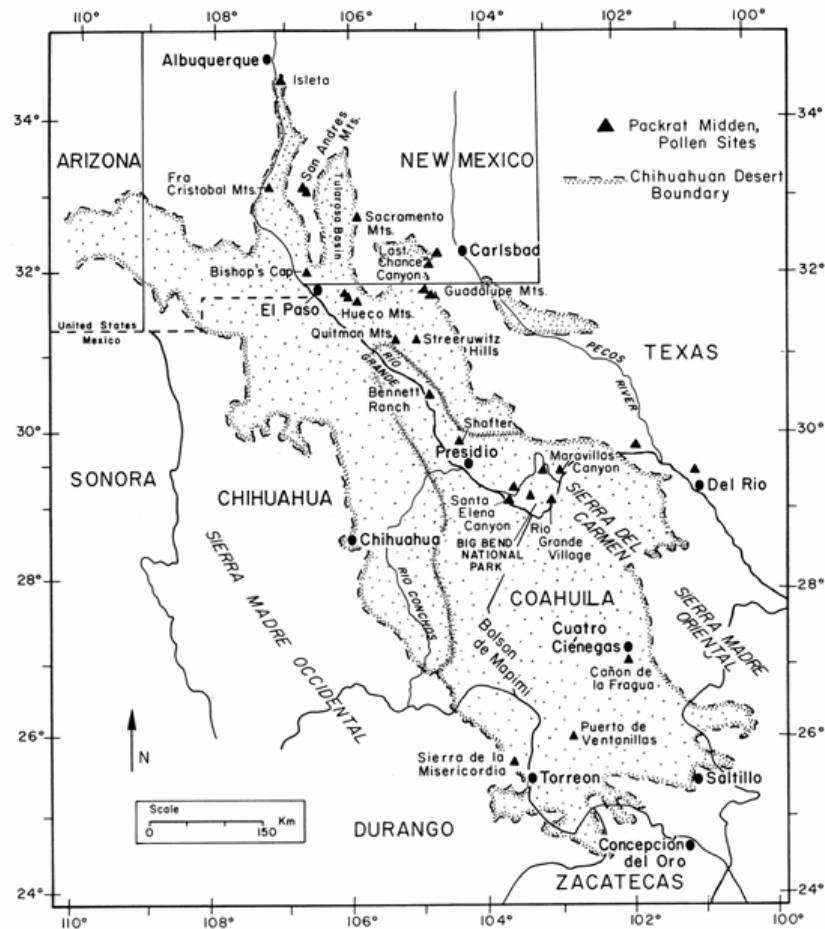 110°
108°
106°
104°
102°
100°
Albuquerque
Isleta
34°
34°
Packrat Midden,
Pollen Sites
Chihuahuan Desert
Boundary
ARIZONA
NEW MEXICO
San Andres
Mts.
Fra
Cristobal Mts.
Tularosa Basin
Sacramento
Mts.
Last
Chance
Canyon
Carlsbad
32°
32°
Bishop's Cap
Guadalupe Mts.
El Paso
Hueco Mts.
United States
Mexico
Quitman Mts.
Streeruwitz
Hills
TEXAS
PECOS
RIVER
RIO
GRANDE
Bennett
Ranch
30°
30°
Shafter
Presidio
Maravillas
Canyon
SONORA
CHIHUAHUA
Santa
Elena
Canyon
BIG BEND
NATIONAL
PARK
Rio
Grande
Village
SIERRA DEL
CARMEN
Del Rio
Chihuahua
28°
28°
SIERRA MADRE OCCIDENTAL
RIO CONCHOS
COAHUILA
SIERRA MADRE
ORIENTAL
Bolson
de Mapimi
Cuatro
Ciénegas
Cañon de
la Fragua
26°
26°
N
Puerto de
Ventanillas
Sierra de la
Misericordia
Torreon
Saltillo
Scale
0 150 Km
DURANGO
Concepción
del Oro
ZACATECAS
24°
24°
110°
108°
106°
104°
102°
100°